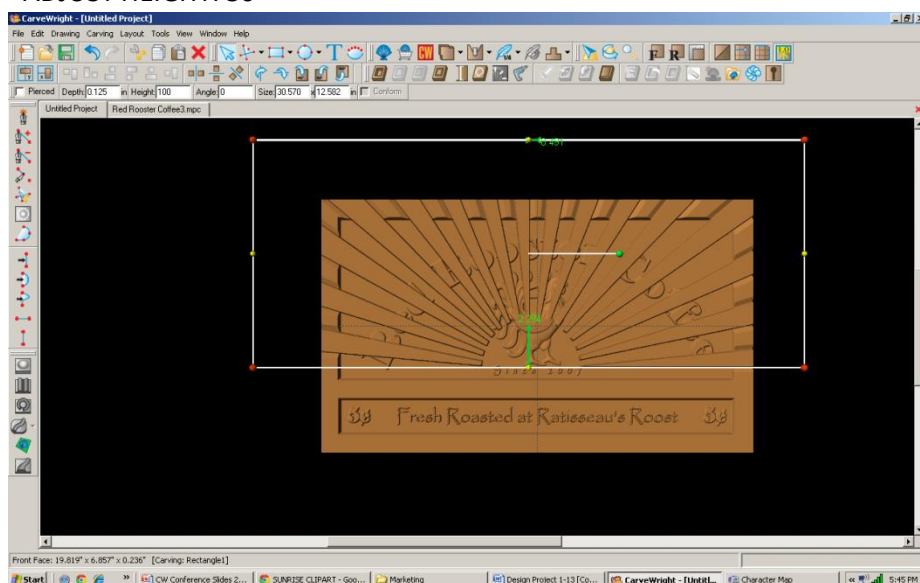 CarveWright - [Untitled Project]
File Edit Drawing Carving Layout Tools View Window Help
Pierced Depth: 0.125 in Height: 100 Angle: 0 Size: 30.570 x 12.582 in Conform
Untitled Project Red Rooster Coffee3.mpc
Since 2007
Fresh Roasted at Ratisseau's Roost
Front Face: 19.819" x 6.857" x 0.236" [Carving: Rectangle1]
Start CW Conference Slides 2... SUNRISE CLIPART - Goo... Marketing Design Project 1-13 [Co... CarveWright - [Untitl... Character Map 5:45 PM